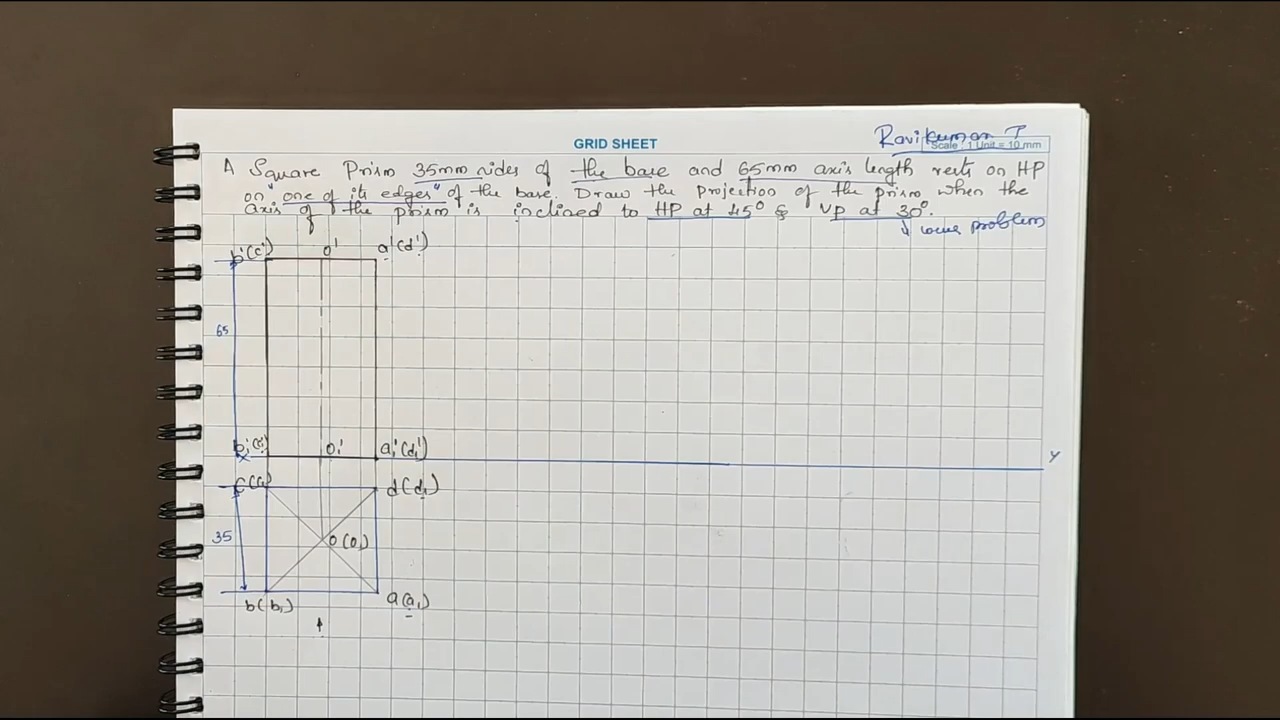 Ravikumar T
GRID SHEET
Scale : 1 Unit = 10 mm
A Square Prism 35mm sides of the base and 65mm axis length rests on HP
on "one of its edges" of the base. Draw the projection of the prism when the
axis of the prism is inclined to HP at 45° & VP at 30°.
↓ locus problem
b'(c') o' a'(d')
65
b₁'(c₁') o₁' a₁'(d₁')
X Y
c(c₁) d(d₁)
35 o(o₁)
b(b₁) a(a₁)